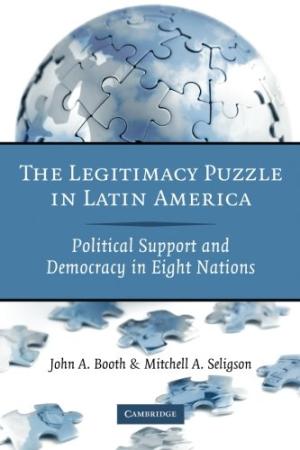 THE LEGITIMACY PUZZLE
IN LATIN AMERICA
Political Support and
Democracy in Eight Nations
John A. Booth & Mitchell A. Seligson
CAMBRIDGE